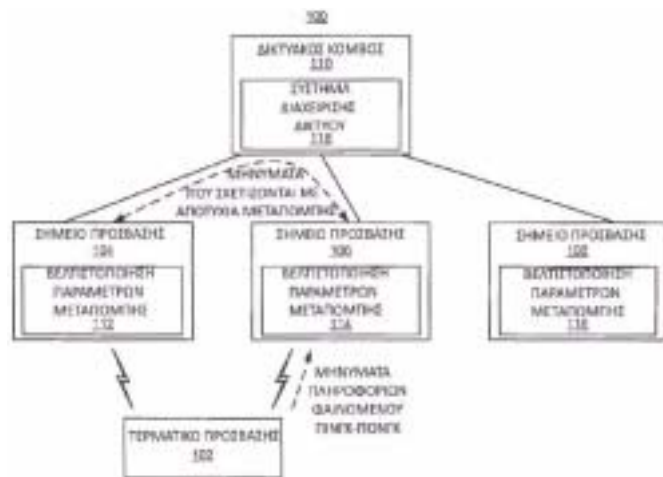 100
ΔΙΚΤΥΑΚΟΣ ΚΟΜΒΟΣ
110
ΣΥΣΤΗΜΑ
ΔΙΑΧΕΙΡΙΣΗΣ
ΔΙΚΤΥΟΥ
118
ΜΗΝΥΜΑΤΑ
ΠΟΥ ΣΧΕΤΙΖΟΝΤΑΙ ΜΕ
ΑΠΟΤΥΧΙΑ ΜΕΤΑΠΟΜΠΗΣ
ΣΗΜΕΙΟ ΠΡΟΣΒΑΣΗΣ
104
ΒΕΛΤΙΣΤΟΠΟΙΗΣΗ
ΠΑΡΑΜΕΤΡΩΝ
ΜΕΤΑΠΟΜΠΗΣ
112
ΣΗΜΕΙΟ ΠΡΟΣΒΑΣΗΣ
106
ΒΕΛΤΙΣΤΟΠΟΙΗΣΗ
ΠΑΡΑΜΕΤΡΩΝ
ΜΕΤΑΠΟΜΠΗΣ
114
ΣΗΜΕΙΟ ΠΡΟΣΒΑΣΗΣ
108
ΒΕΛΤΙΣΤΟΠΟΙΗΣΗ
ΠΑΡΑΜΕΤΡΩΝ
ΜΕΤΑΠΟΜΠΗΣ
116
ΜΗΝΥΜΑΤΑ
ΠΛΗΡΟΦΟΡΙΩΝ
ΦΑΙΝΟΜΕΝΟΥ
ΠΙΝΓΚ-ΠΟΝΓΚ
ΤΕΡΜΑΤΙΚΟ ΠΡΟΣΒΑΣΗΣ
102